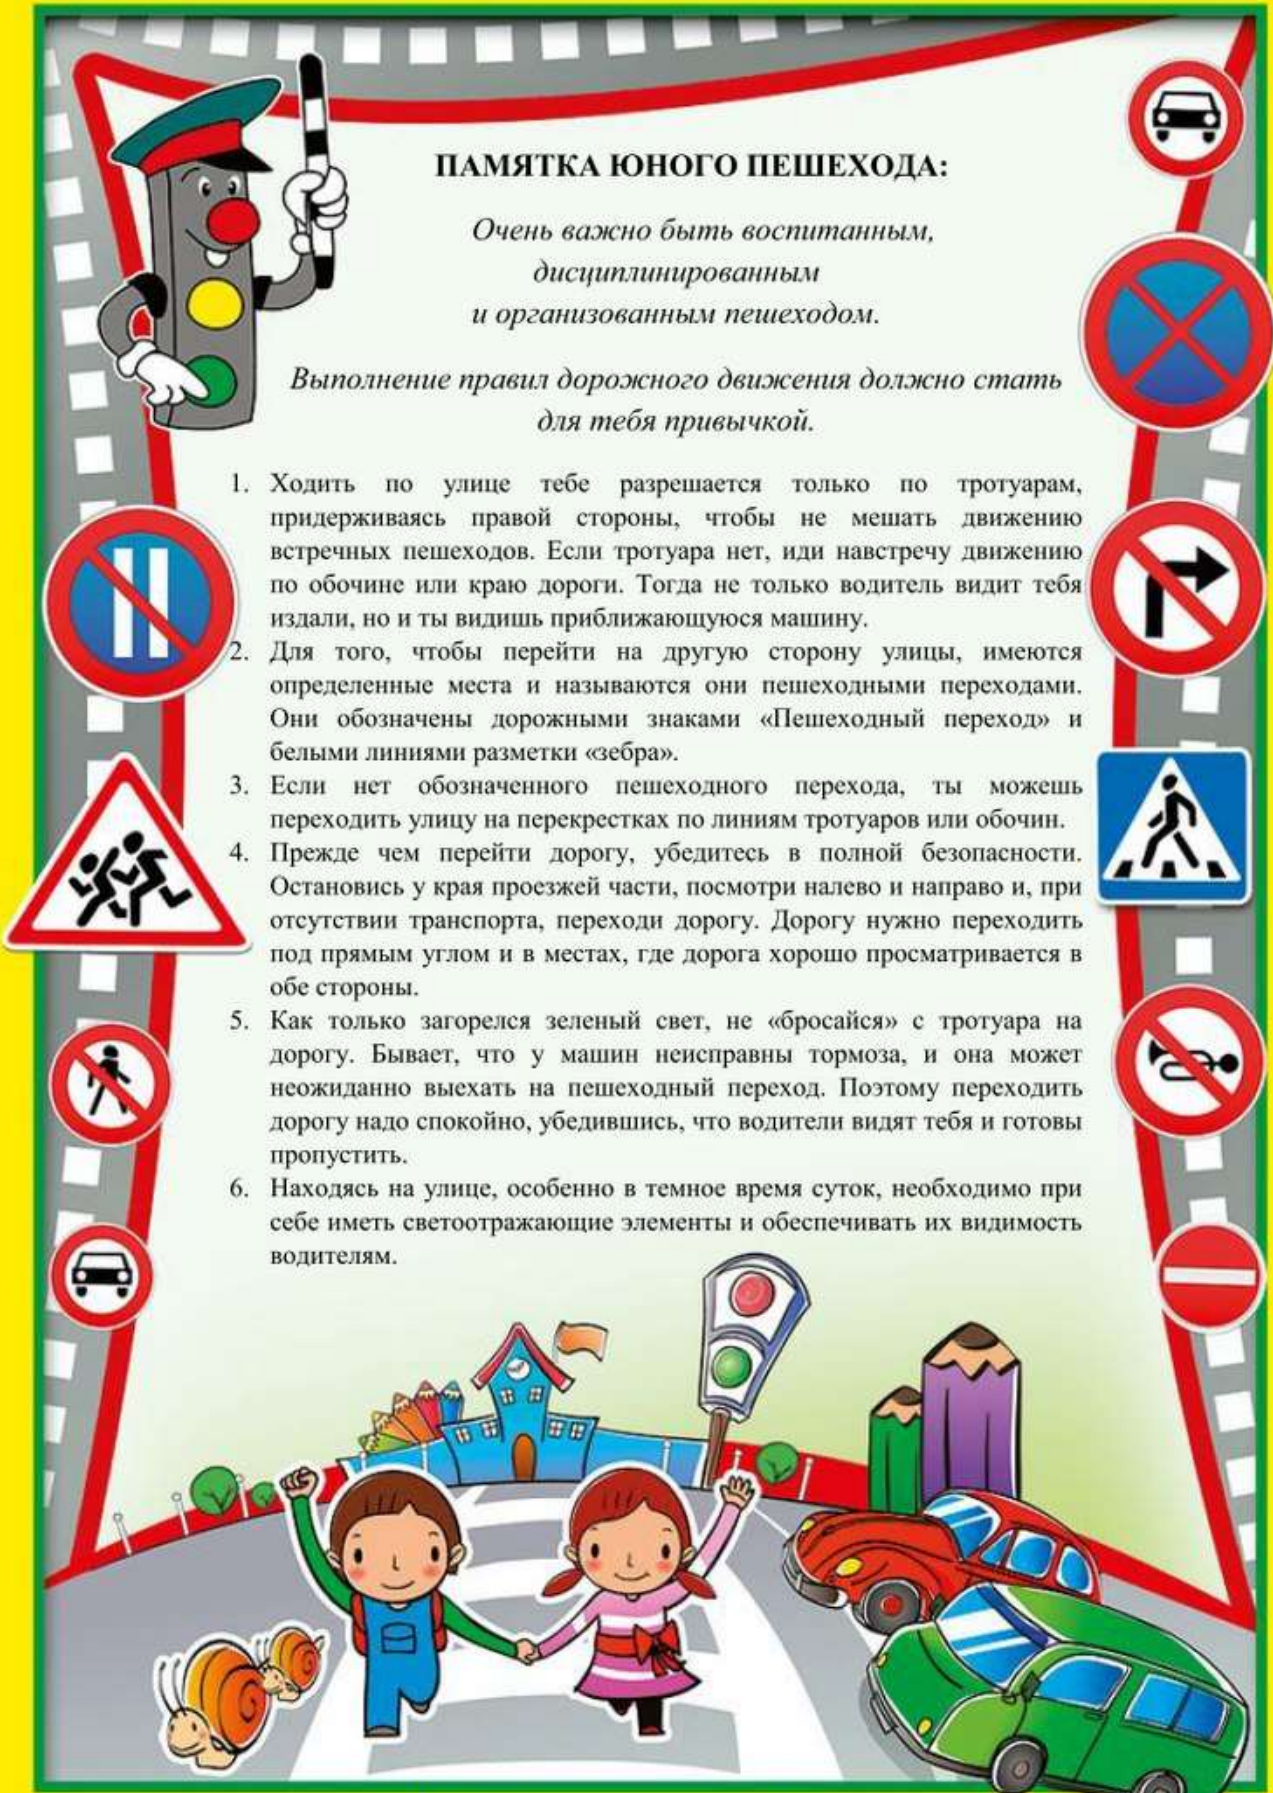 ПАМЯТКА ЮНОГО ПЕШЕХОДА:
Очень важно быть воспитанным,
дисциплинированным
и организованным пешеходом.
Выполнение правил дорожного движения должно стать
для тебя привычкой.
1. Ходить по улице тебе разрешается только по тротуарам,
придерживаясь правой стороны, чтобы не мешать движению
встречных пешеходов. Если тротуара нет, иди навстречу движению
по обочине или краю дороги. Тогда не только водитель видит тебя
издали, но и ты видишь приближающуюся машину.
2. Для того, чтобы перейти на другую сторону улицы, имеются
определенные места и называются они пешеходными переходами.
Они обозначены дорожными знаками «Пешеходный переход» и
белыми линиями разметки «зебра».
3. Если нет обозначенного пешеходного перехода, ты можешь
переходить улицу на перекрестках по линиям тротуаров или обочин.
4. Прежде чем перейти дорогу, убедитесь в полной безопасности.
Остановись у края проезжей части, посмотри налево и направо и, при
отсутствии транспорта, переходи дорогу. Дорогу нужно переходить
под прямым углом и в местах, где дорога хорошо просматривается в
обе стороны.
5. Как только загорелся зеленый свет, не «бросайся» с тротуара на
дорогу. Бывает, что у машин неисправны тормоза, и она может
неожиданно выехать на пешеходный переход. Поэтому переходить
дорогу надо спокойно, убедившись, что водители видят тебя и готовы
пропустить.
6. Находясь на улице, особенно в темное время суток, необходимо при
себе иметь светоотражающие элементы и обеспечивать их видимость
водителям.